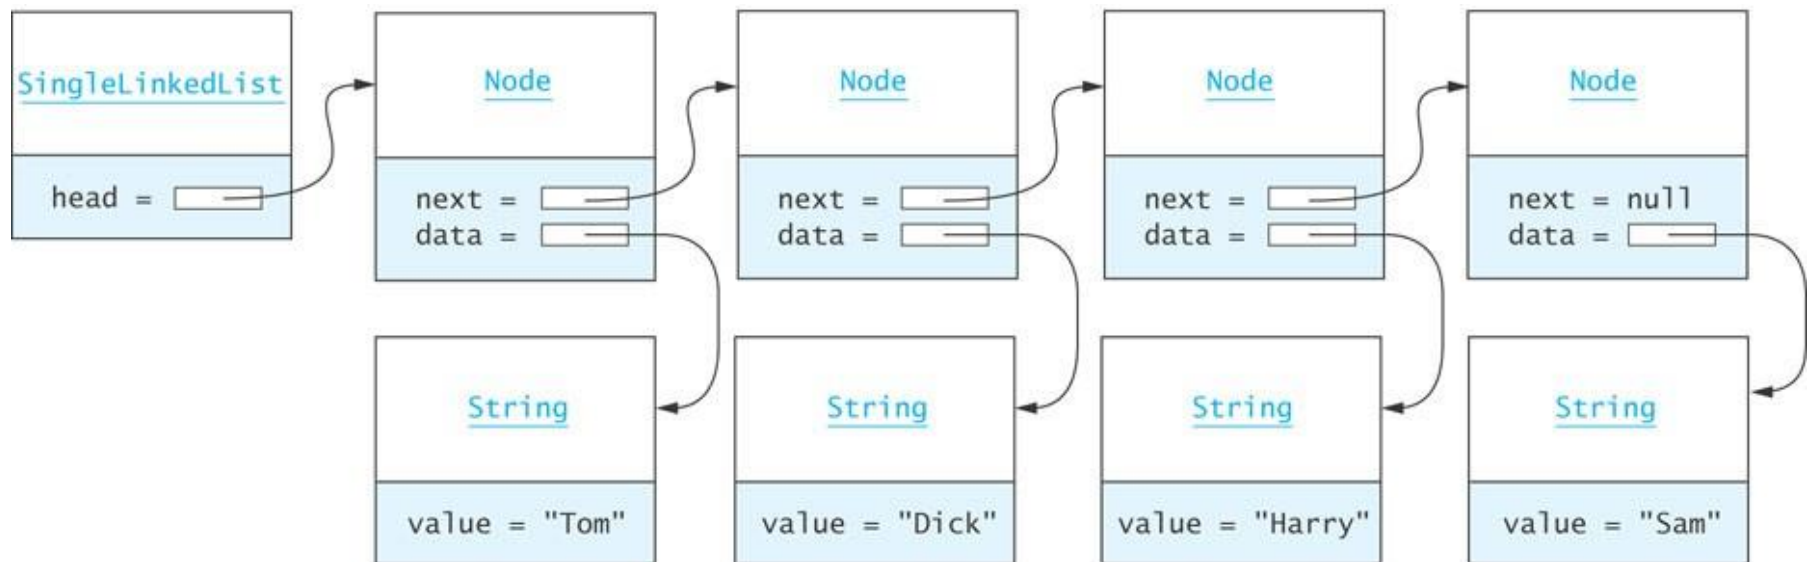 SingleLinkedList
head =
Node
next =
data =
Node
next =
data =
Node
next =
data =
Node
next = null
data =
String
value = "Tom"
String
value = "Dick"
String
value = "Harry"
String
value = "Sam"